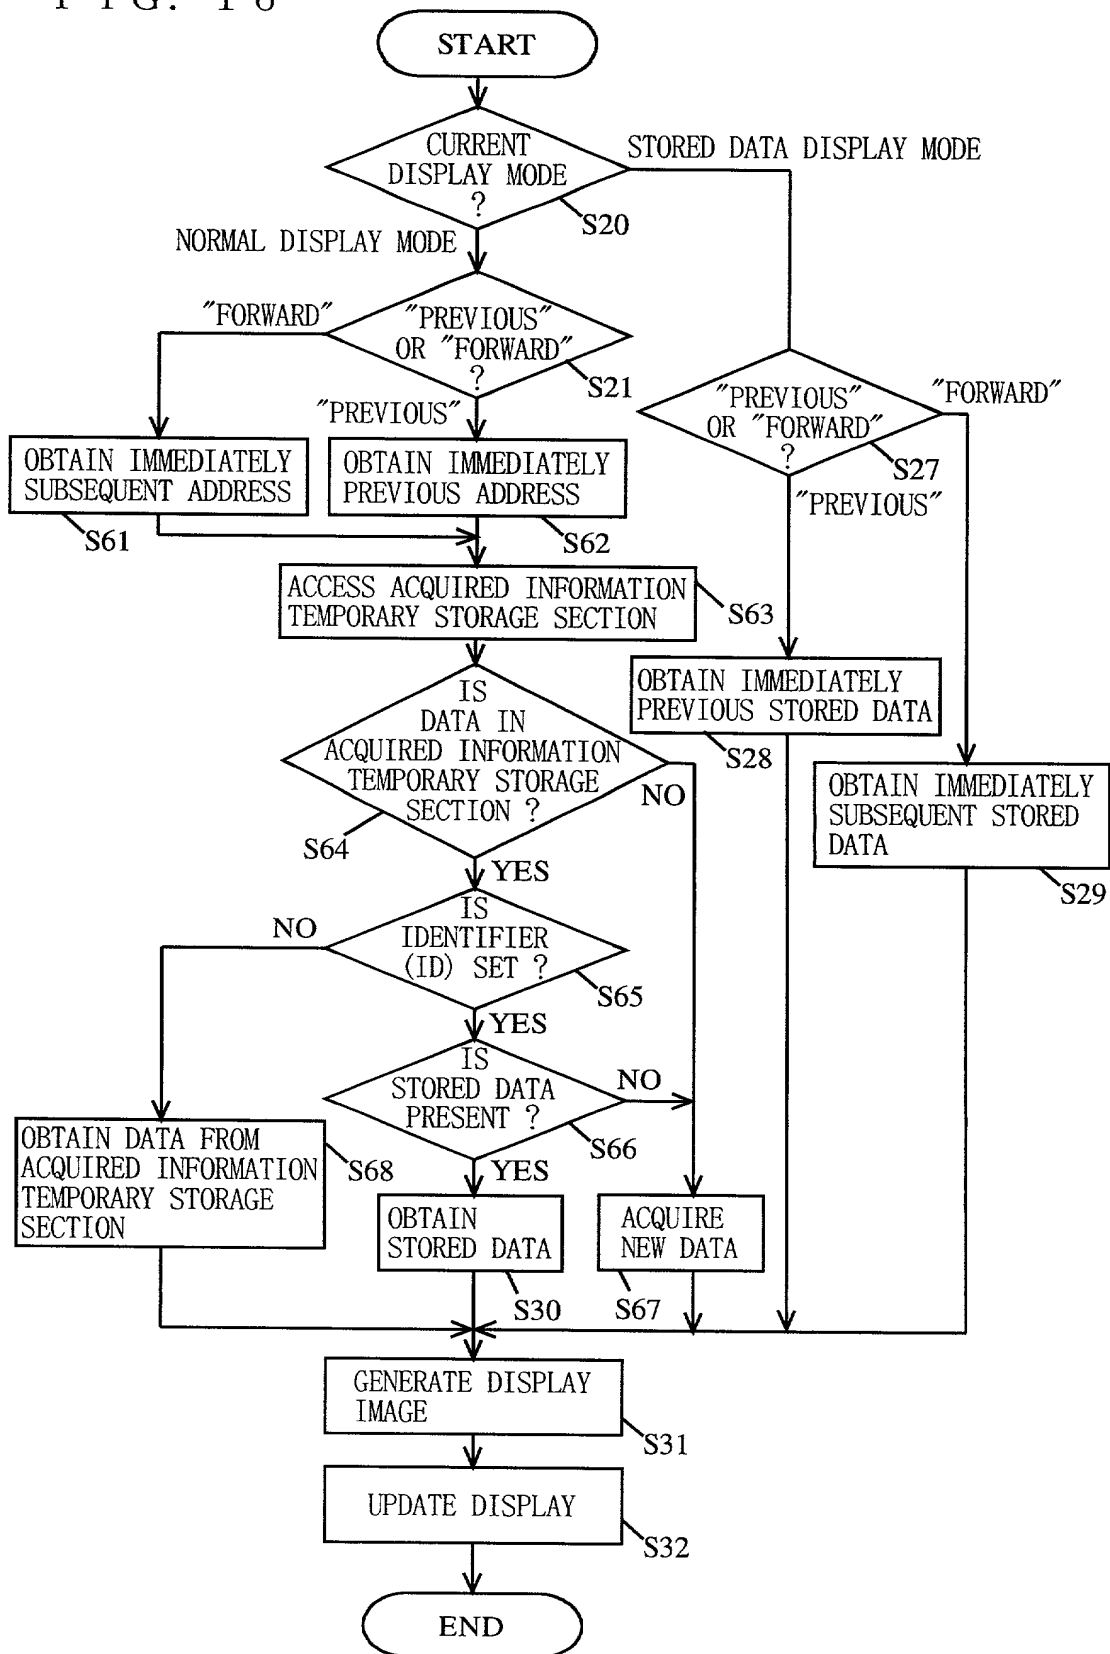 FIG. 16
START
CURRENT
DISPLAY MODE
?
STORED DATA DISPLAY MODE
S20
NORMAL DISPLAY MODE
"FORWARD"
"PREVIOUS"
OR "FORWARD"
?
S21
"PREVIOUS"
"PREVIOUS"
OR "FORWARD"
?
"FORWARD"
S27
"PREVIOUS"
OBTAIN IMMEDIATELY
SUBSEQUENT ADDRESS
S61
OBTAIN IMMEDIATELY
PREVIOUS ADDRESS
S62
ACCESS ACQUIRED INFORMATION
TEMPORARY STORAGE SECTION
S63
OBTAIN IMMEDIATELY
PREVIOUS STORED DATA
S28
IS
DATA IN
ACQUIRED INFORMATION
TEMPORARY STORAGE
SECTION ?
NO
S64
YES
OBTAIN IMMEDIATELY
SUBSEQUENT STORED
DATA
S29
NO
IS
IDENTIFIER
(ID) SET ?
S65
YES
IS
STORED DATA
PRESENT ?
NO
S66
YES
OBTAIN DATA FROM
ACQUIRED INFORMATION
TEMPORARY STORAGE
SECTION
S68
OBTAIN
STORED DATA
S30
ACQUIRE
NEW DATA
S67
GENERATE DISPLAY
IMAGE
S31
UPDATE DISPLAY
S32
END